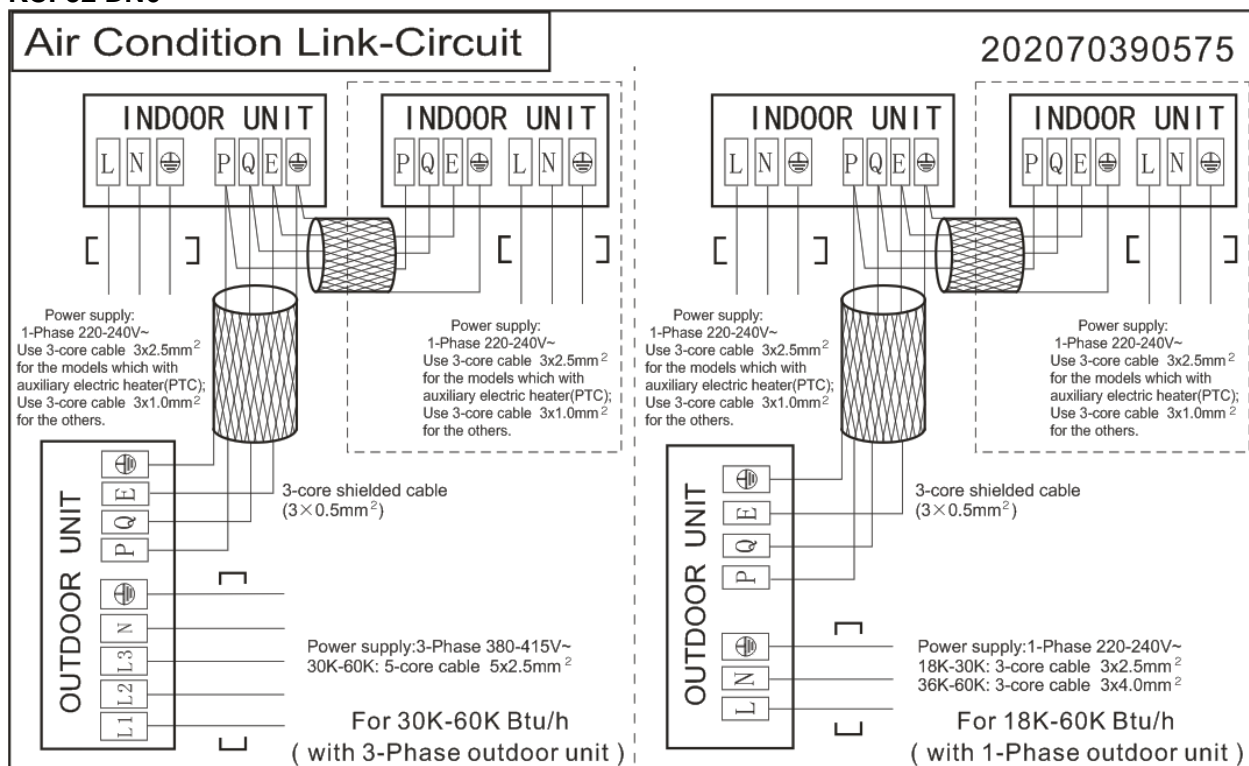 Air Condition Link-Circuit
202070390575
INDOOR UNIT
L N P Q E
INDOOR UNIT
P Q E L N
Power supply:
1-Phase 220-240V~
Use 3-core cable 3x2.5mm²
for the models which with
auxiliary electric heater(PTC);
Use 3-core cable 3x1.0mm²
for the others.
Power supply:
1-Phase 220-240V~
Use 3-core cable 3x2.5mm²
for the models which with
auxiliary electric heater(PTC);
Use 3-core cable 3x1.0mm²
for the others.
OUTDOOR UNIT
E
Q
P
N
L3
L2
L1
3-core shielded cable
(3×0.5mm²)
Power supply:3-Phase 380-415V~
30K-60K: 5-core cable 5x2.5mm²
For 30K-60K Btu/h
( with 3-Phase outdoor unit )
INDOOR UNIT
L N P Q E
INDOOR UNIT
P Q E L N
Power supply:
1-Phase 220-240V~
Use 3-core cable 3x2.5mm²
for the models which with
auxiliary electric heater(PTC);
Use 3-core cable 3x1.0mm²
for the others.
Power supply:
1-Phase 220-240V~
Use 3-core cable 3x2.5mm²
for the models which with
auxiliary electric heater(PTC);
Use 3-core cable 3x1.0mm²
for the others.
OUTDOOR UNIT
E
Q
P
N
L
3-core shielded cable
(3×0.5mm²)
Power supply:1-Phase 220-240V~
18K-30K: 3-core cable 3x2.5mm²
36K-60K: 3-core cable 3x4.0mm²
For 18K-60K Btu/h
( with 1-Phase outdoor unit )